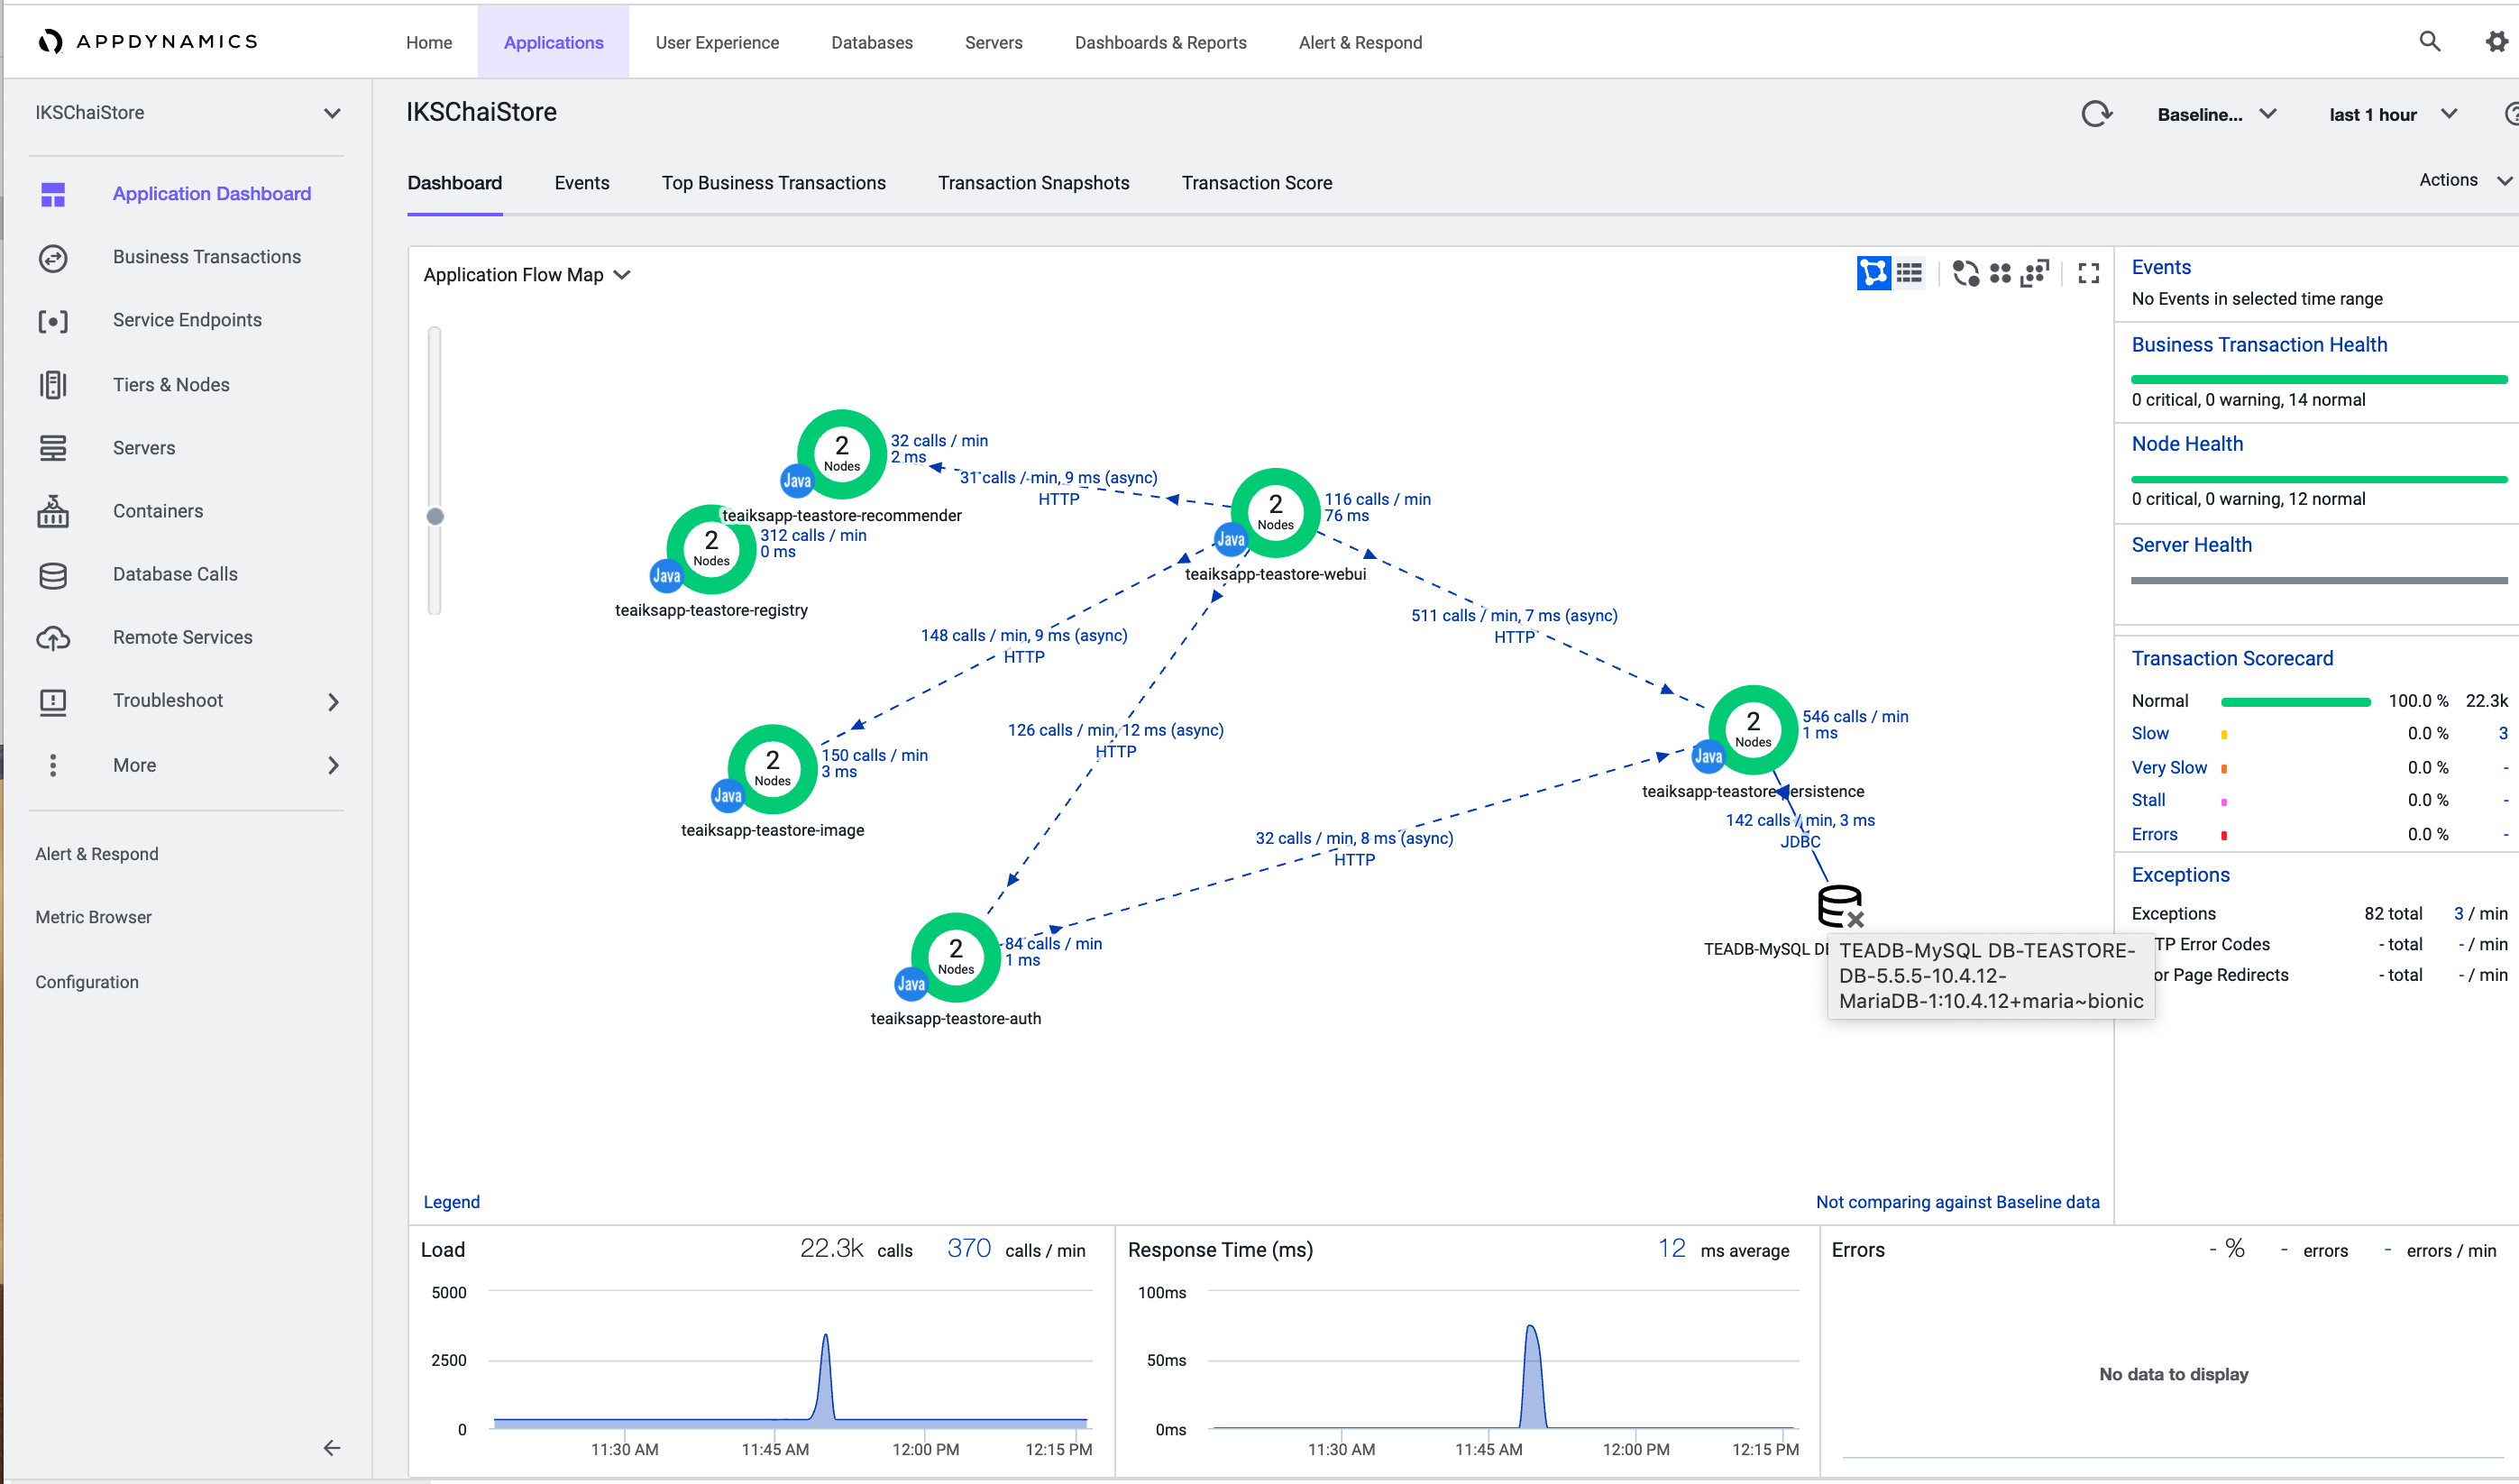 APPDYNAMICS
Home
Applications
User Experience
Databases
Servers
Dashboards & Reports
Alert & Respond
IKSChaiStore
Application Dashboard
Business Transactions
Service Endpoints
Tiers & Nodes
Servers
Containers
Database Calls
Remote Services
Troubleshoot
More
Alert & Respond
Metric Browser
Configuration
IKSChaiStore
Baseline...
last 1 hour
Dashboard
Events
Top Business Transactions
Transaction Snapshots
Transaction Score
Actions
Application Flow Map
2
Nodes
Java
32 calls / min
2 ms
teaiksapp-teastore-recommender
31 calls / min, 9 ms (async)
HTTP
2
Nodes
Java
116 calls / min
76 ms
teaiksapp-teastore-webui
2
Nodes
Java
312 calls / min
0 ms
teaiksapp-teastore-registry
148 calls / min, 9 ms (async)
HTTP
511 calls / min, 7 ms (async)
HTTP
126 calls / min, 12 ms (async)
HTTP
2
Nodes
Java
150 calls / min
3 ms
teaiksapp-teastore-image
2
Nodes
Java
546 calls / min
1 ms
teaiksapp-teastore-persistence
142 calls / min, 3 ms
JDBC
32 calls / min, 8 ms (async)
HTTP
2
Nodes
Java
84 calls / min
1 ms
teaiksapp-teastore-auth
TEADB-MySQL
TEADB-MySQL DB-TEASTORE-
DB-5.5.5-10.4.12-
MariaDB-1:10.4.12+maria~bionic
Legend
Not comparing against Baseline data
Events
No Events in selected time range
Business Transaction Health
0 critical, 0 warning, 14 normal
Node Health
0 critical, 0 warning, 12 normal
Server Health
Transaction Scorecard
Normal 100.0 % 22.3k
Slow 0.0 % 3
Very Slow 0.0 % -
Stall 0.0 % -
Errors 0.0 % -
Exceptions
Exceptions 82 total 3 / min
TP Error Codes - total - / min
or Page Redirects - total - / min
Load
22.3k calls 370 calls / min
5000
2500
0
11:30 AM 11:45 AM 12:00 PM 12:15 PM
Response Time (ms)
12 ms average
100ms
50ms
0ms
11:30 AM 11:45 AM 12:00 PM 12:15 PM
Errors
- % - errors - errors / min
No data to display